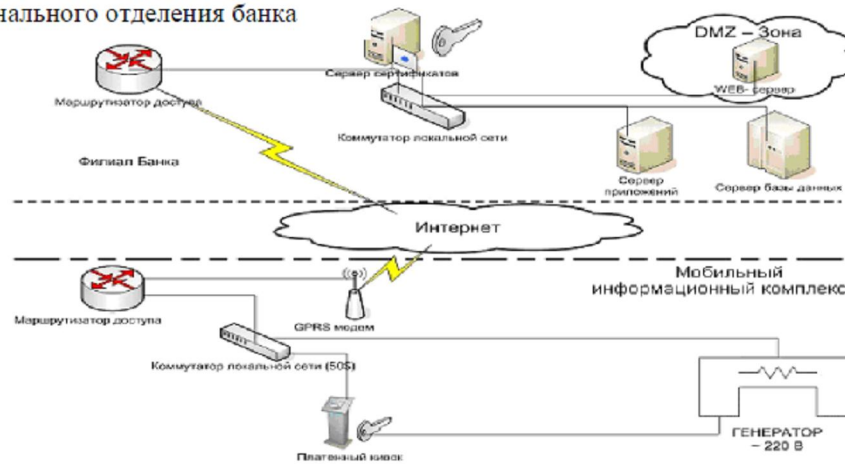 нального отделения банка
DMZ – Зона
Сервер сертификатов
WEB- сервер
Маршрутизатор доступа
Коммутатор локальной сети
Филиал Банка
Сервер
приложений
Сервер базы данных
Интернет
Мобильный
информационный комплекс
Маршрутизатор доступа
GPRS модем
Коммутатор локальной сети (50$)
ГЕНЕРАТОР
~ 220 В
Платежный киоск